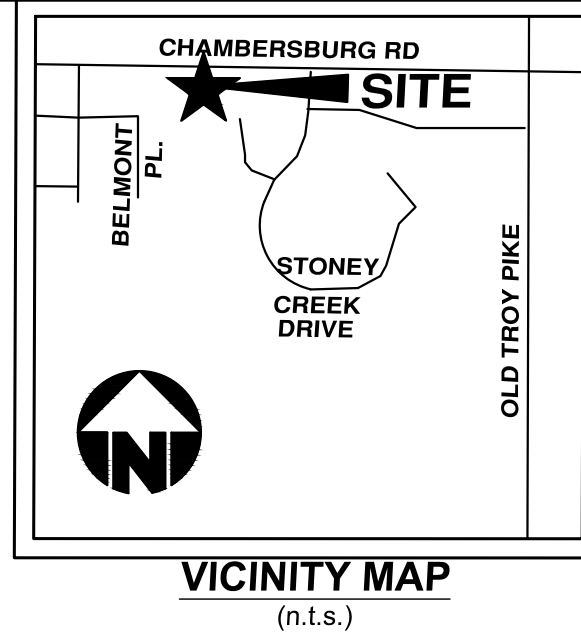 CHAMBERSBURG RD
SITE
BELMONT
PL.
STONEY
CREEK
DRIVE
OLD TROY PIKE
N
VICINITY MAP
(n.t.s.)